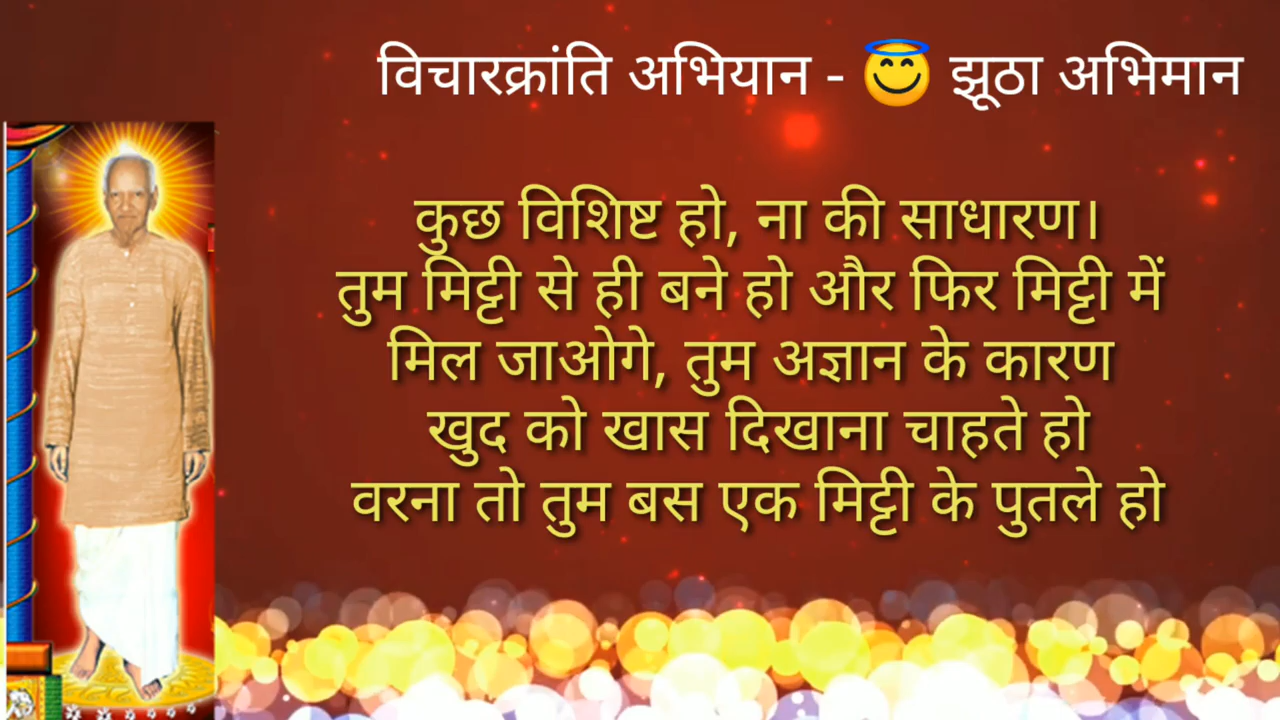 विचारक्रांति अभियान - 😇 झूठा अभिमान
कुछ विशिष्ट हो, ना की साधारण।
तुम मिट्टी से ही बने हो और फिर मिट्टी में
मिल जाओगे, तुम अज्ञान के कारण
खुद को खास दिखाना चाहते हो
वरना तो तुम बस एक मिट्टी के पुतले हो